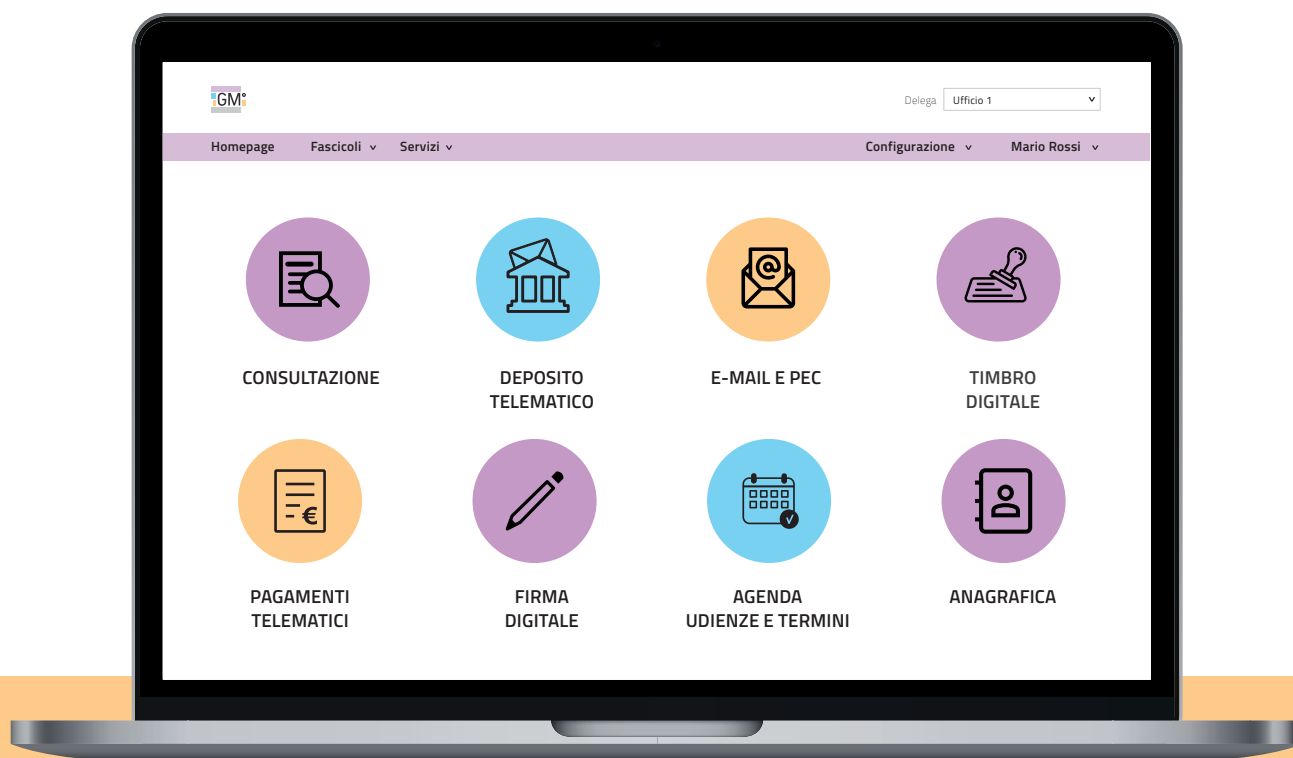 GM°
Delega Ufficio 1
Homepage Fascicoli Servizi Configurazione Mario Rossi
CONSULTAZIONE
DEPOSITO
TELEMATICO
E-MAIL E PEC
TIMBRO
DIGITALE
PAGAMENTI
TELEMATICI
FIRMA
DIGITALE
AGENDA
UDIENZE E TERMINI
ANAGRAFICA